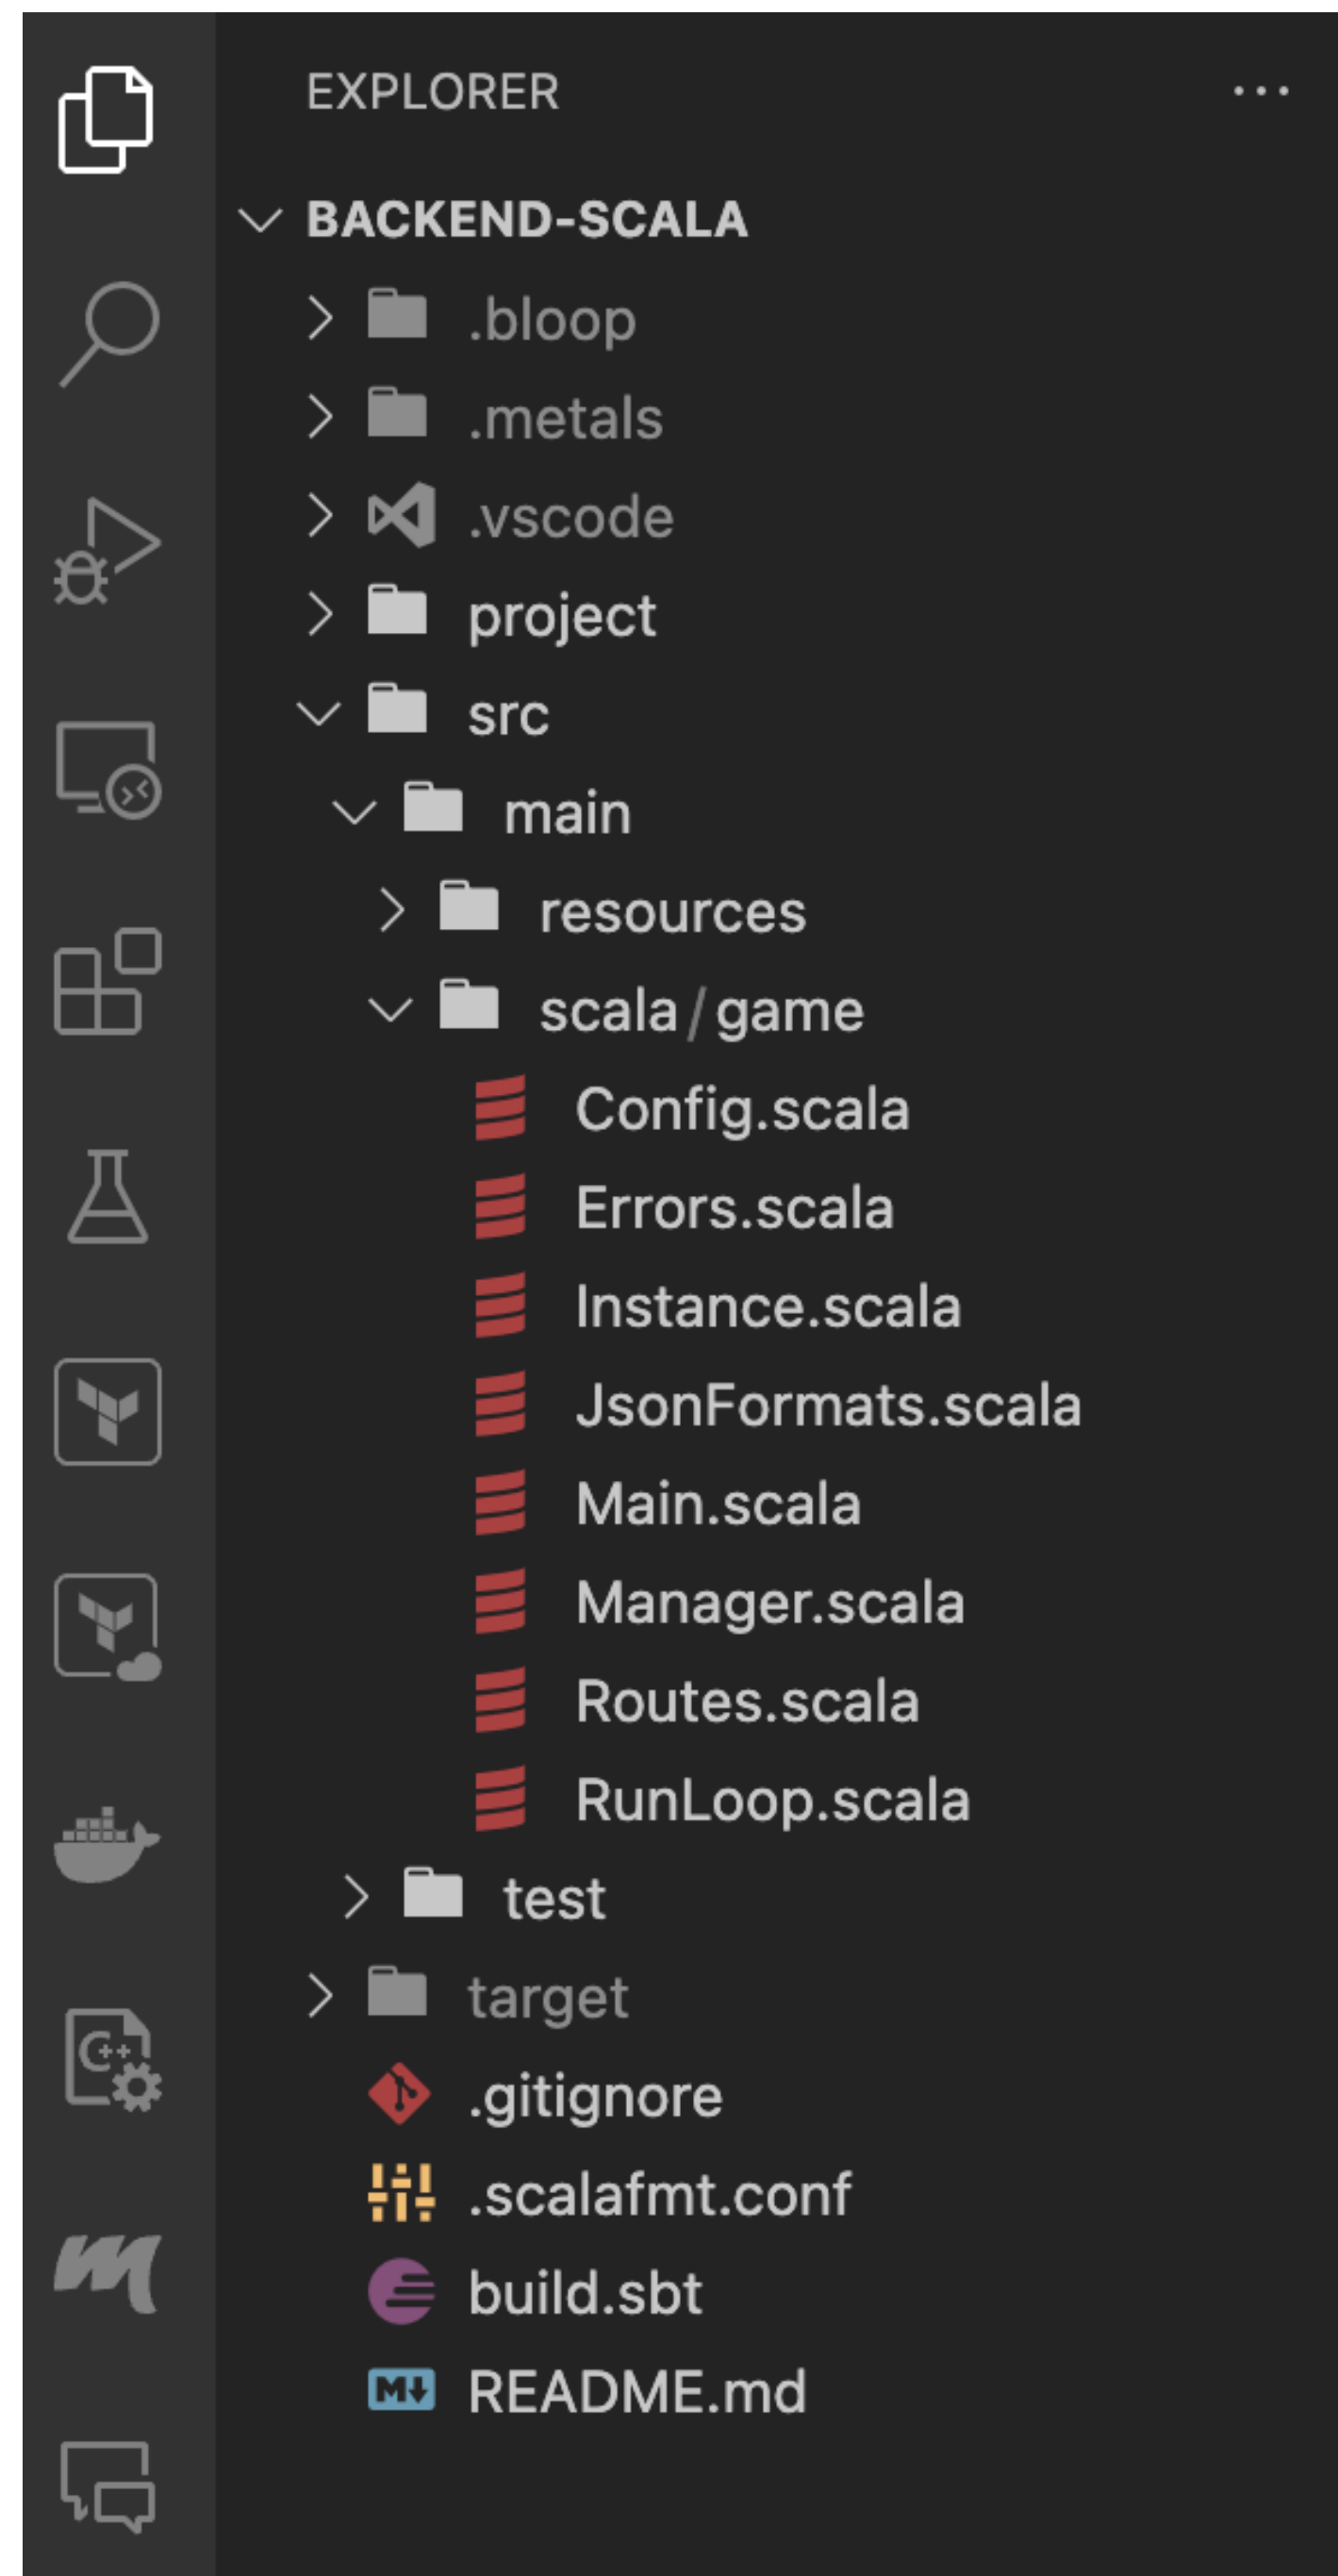 EXPLORER
BACKEND-SCALA
.bloop
.metals
.vscode
project
src
main
resources
scala/game
Config.scala
Errors.scala
Instance.scala
JsonFormats.scala
Main.scala
Manager.scala
Routes.scala
RunLoop.scala
test
target
.gitignore
.scalafmt.conf
build.sbt
README.md